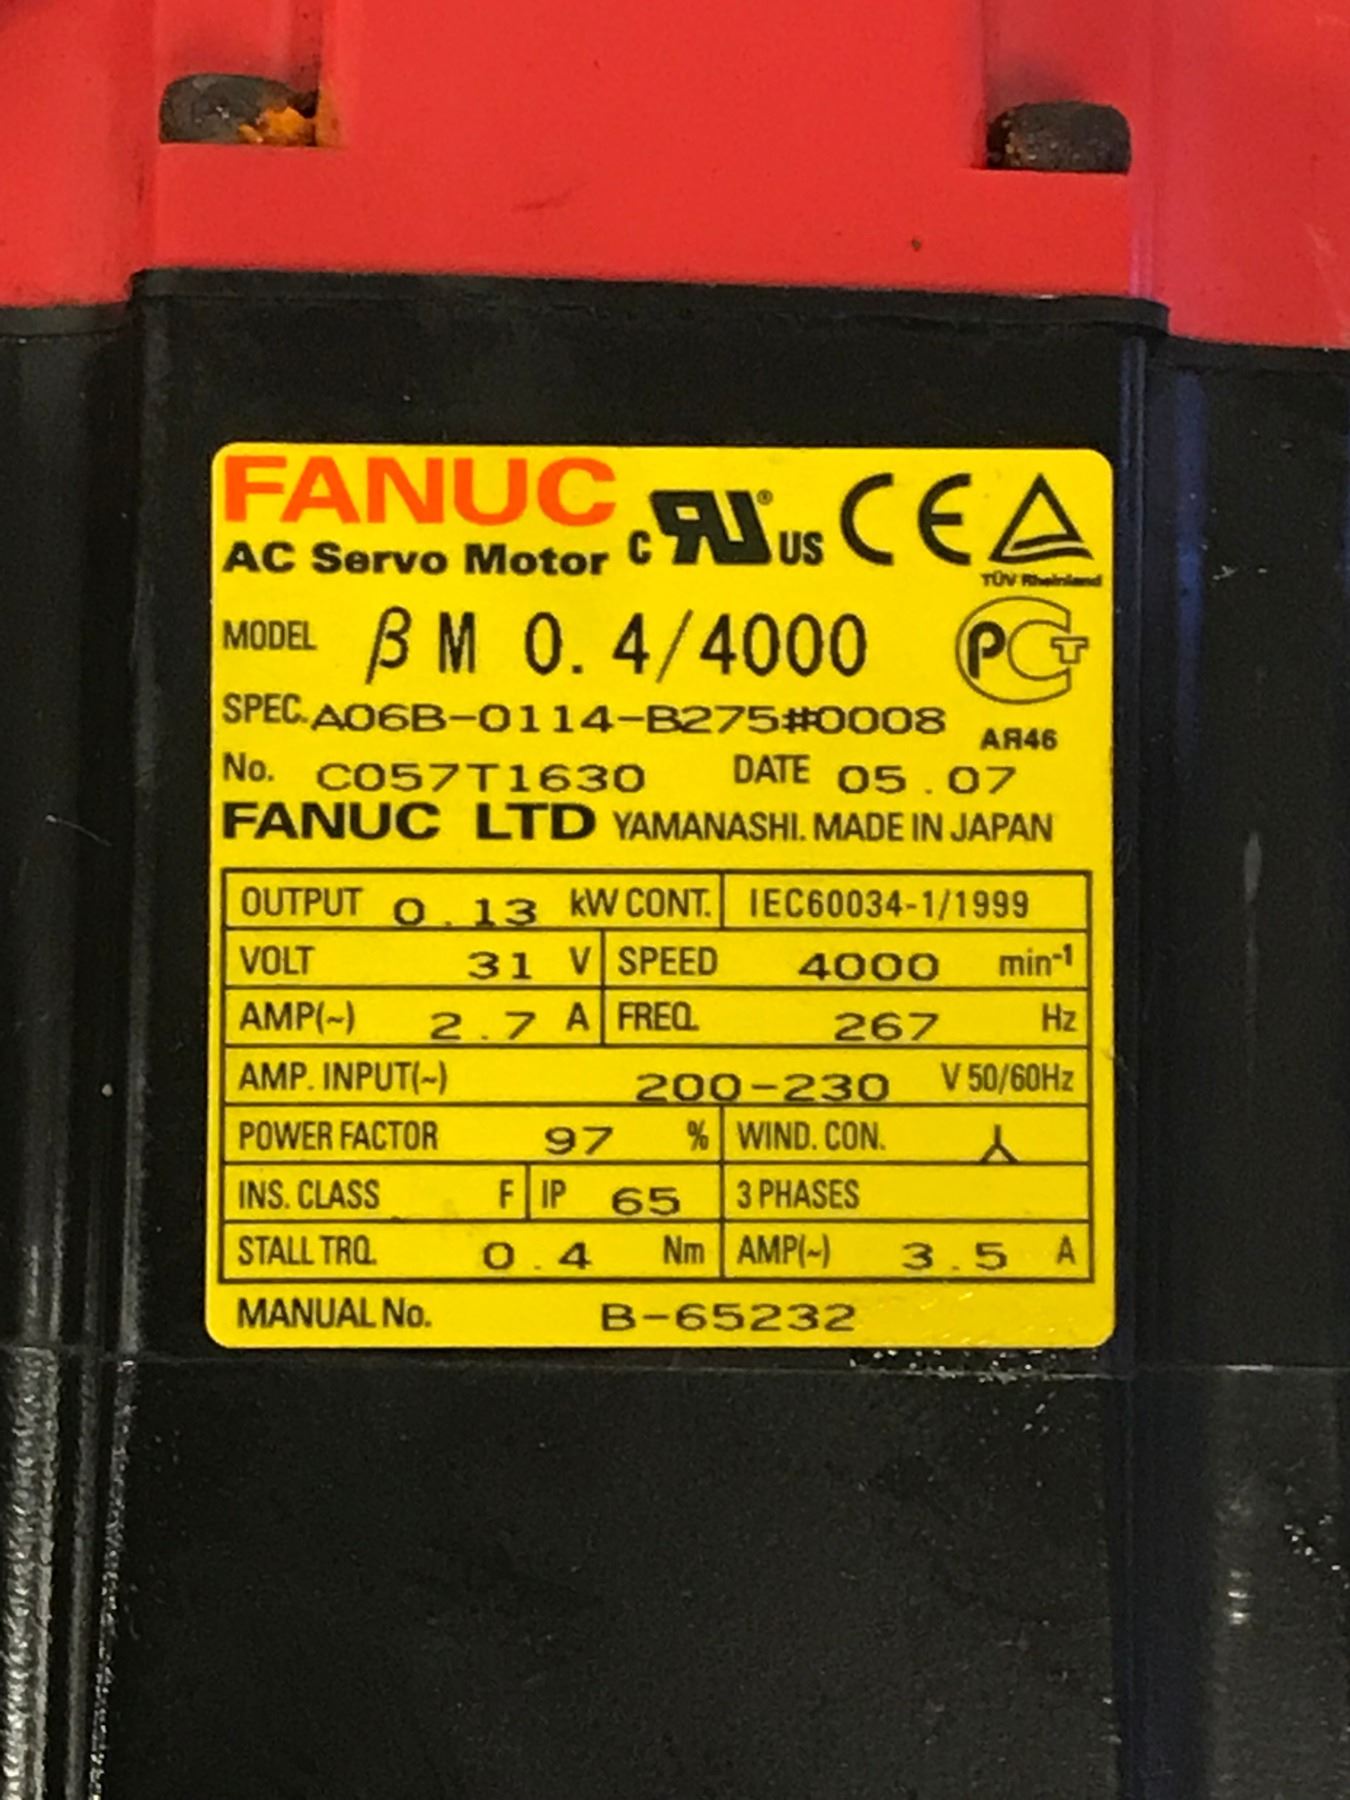 FANUC
AC Servo Motor
C RU® US CE
TÜV Rheinland
MODEL βM 0.4/4000
PCT
SPEC. A06B-0114-B275#0008
AЯ46
No. C057T1630 DATE 05.07
FANUC LTD YAMANASHI. MADE IN JAPAN
OUTPUT 0.13 kW CONT. IEC60034-1/1999
VOLT 31 V SPEED 4000 min-1
AMP(~) 2.7 A FREQ. 267 Hz
AMP. INPUT(~) 200-230 V 50/60Hz
POWER FACTOR 97 % WIND. CON.
INS. CLASS F IP 65 3 PHASES
STALL TRQ. 0.4 Nm AMP(~) 3.5 A
MANUAL No. B-65232